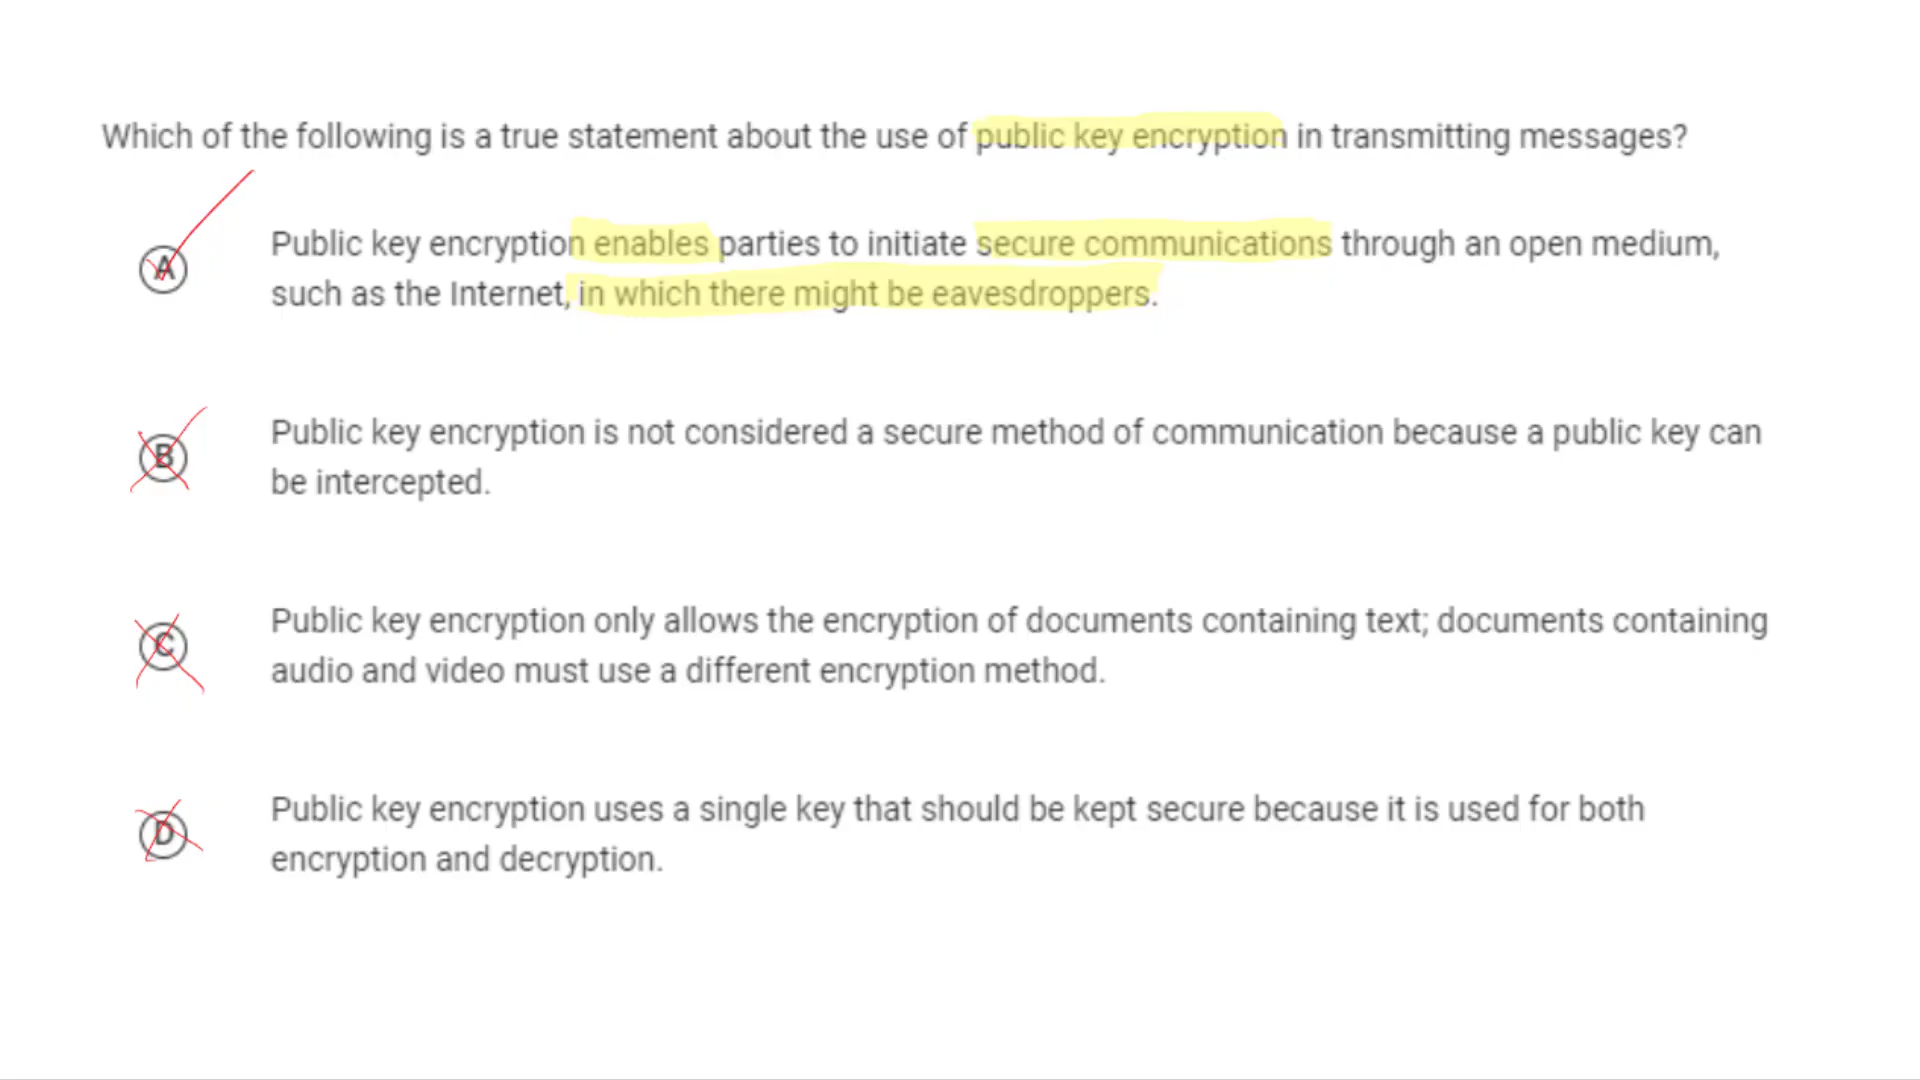 Which of the following is a true statement about the use of public key encryption in transmitting messages?
A
Public key encryption enables parties to initiate secure communications through an open medium,
such as the Internet, in which there might be eavesdroppers.
B
Public key encryption is not considered a secure method of communication because a public key can
be intercepted.
C
Public key encryption only allows the encryption of documents containing text; documents containing
audio and video must use a different encryption method.
D
Public key encryption uses a single key that should be kept secure because it is used for both
encryption and decryption.